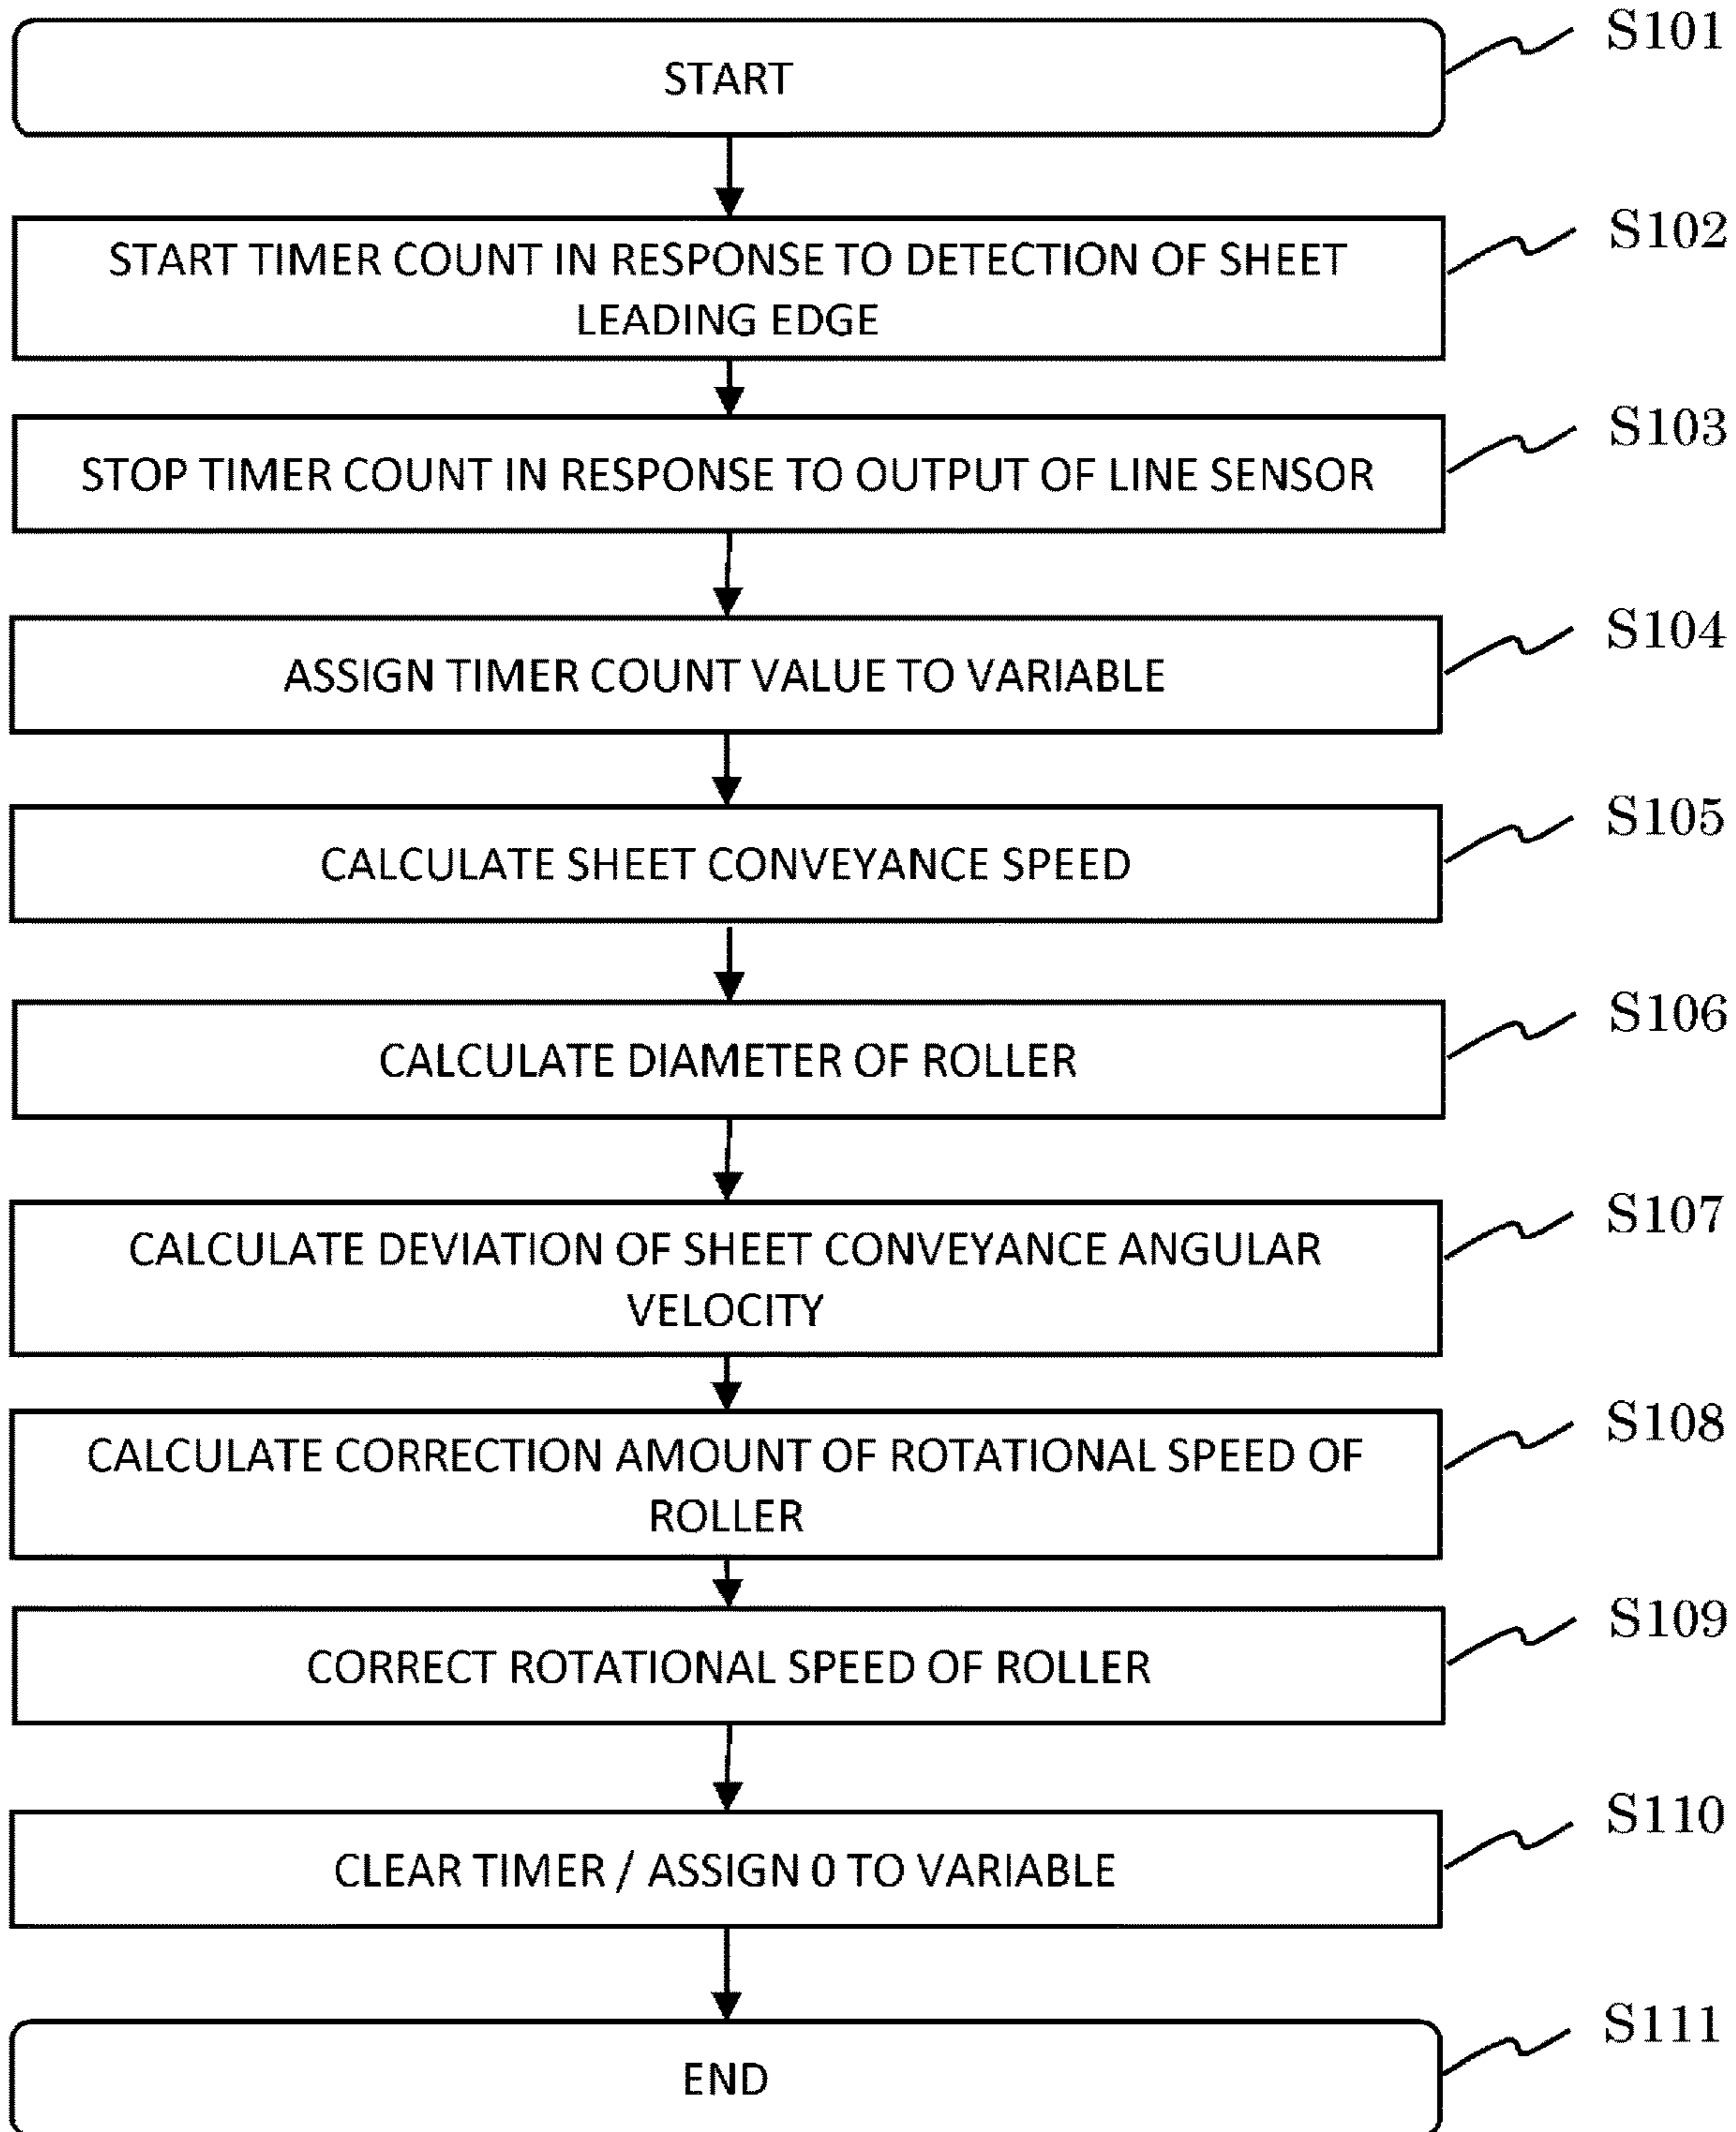 START
S101
START TIMER COUNT IN RESPONSE TO DETECTION OF SHEET
LEADING EDGE
S102
STOP TIMER COUNT IN RESPONSE TO OUTPUT OF LINE SENSOR
S103
ASSIGN TIMER COUNT VALUE TO VARIABLE
S104
CALCULATE SHEET CONVEYANCE SPEED
S105
CALCULATE DIAMETER OF ROLLER
S106
CALCULATE DEVIATION OF SHEET CONVEYANCE ANGULAR
VELOCITY
S107
CALCULATE CORRECTION AMOUNT OF ROTATIONAL SPEED OF
ROLLER
S108
CORRECT ROTATIONAL SPEED OF ROLLER
S109
CLEAR TIMER / ASSIGN 0 TO VARIABLE
S110
END
S111